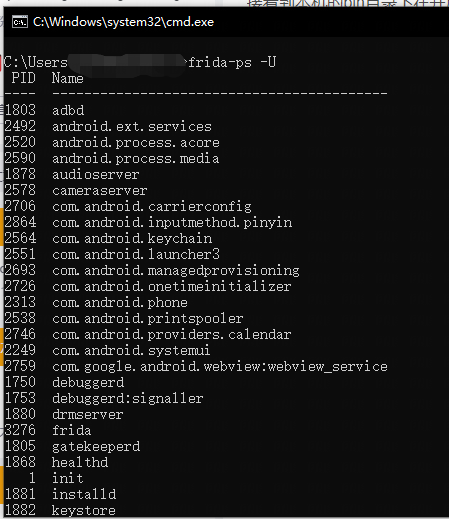 C:\Windows\system32\cmd.exe
C:\Users frida-ps -U
PID Name
---- --------------------------------------------
1803 adbd
2492 android.ext.services
2520 android.process.acore
2590 android.process.media
1878 audioserver
2578 cameraserver
2706 com.android.carrierconfig
2864 com.android.inputmethod.pinyin
2564 com.android.keychain
2551 com.android.launcher3
2693 com.android.managedprovisioning
2726 com.android.onetimeinitializer
2313 com.android.phone
2538 com.android.printspooler
2746 com.android.providers.calendar
2249 com.android.systemui
2759 com.google.android.webview:webview_service
1750 debuggerd
1753 debuggerd:signaller
1880 drmserver
3276 frida
1805 gatekeeperd
1868 healthd
1 init
1881 installd
1882 keystore